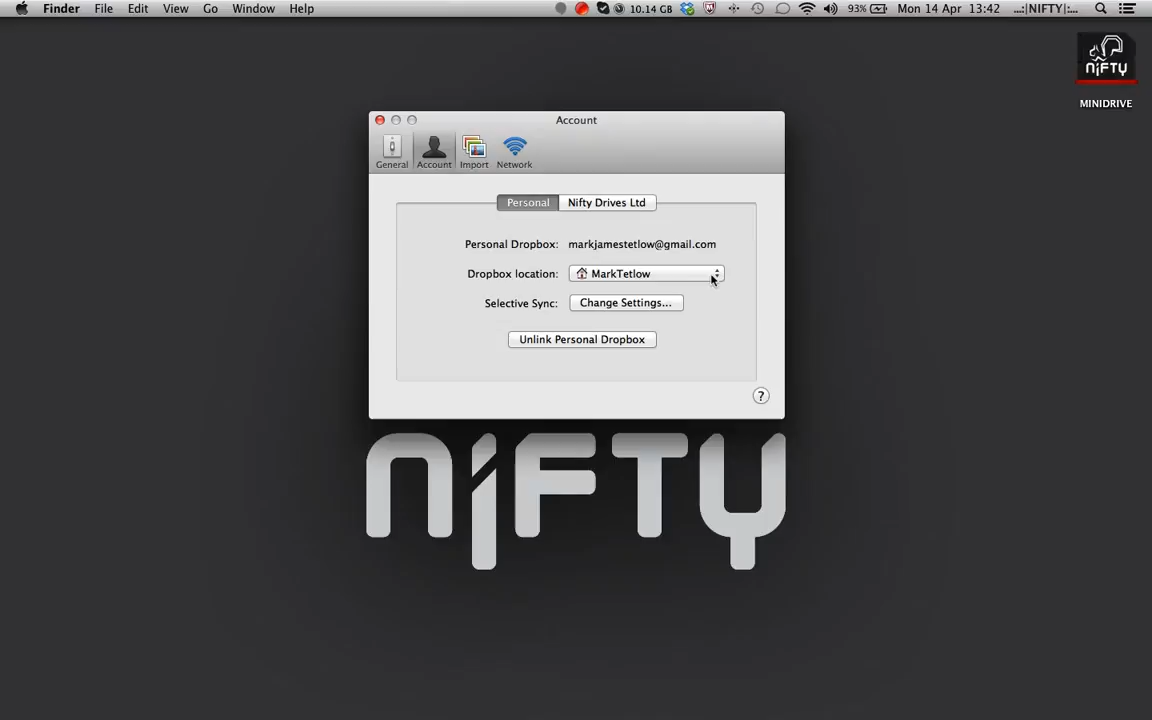 Finder File Edit View Go Window Help 10.14 GB 93% Mon 14 Apr 13:42 ...:|NIFTY|:...
NIFTY
MINIDRIVE
Account
General Account Import Network
Personal Nifty Drives Ltd
Personal Dropbox: markjamestetlow@gmail.com
Dropbox location: MarkTetlow
Selective Sync: Change Settings...
Unlink Personal Dropbox
?
NIFTY